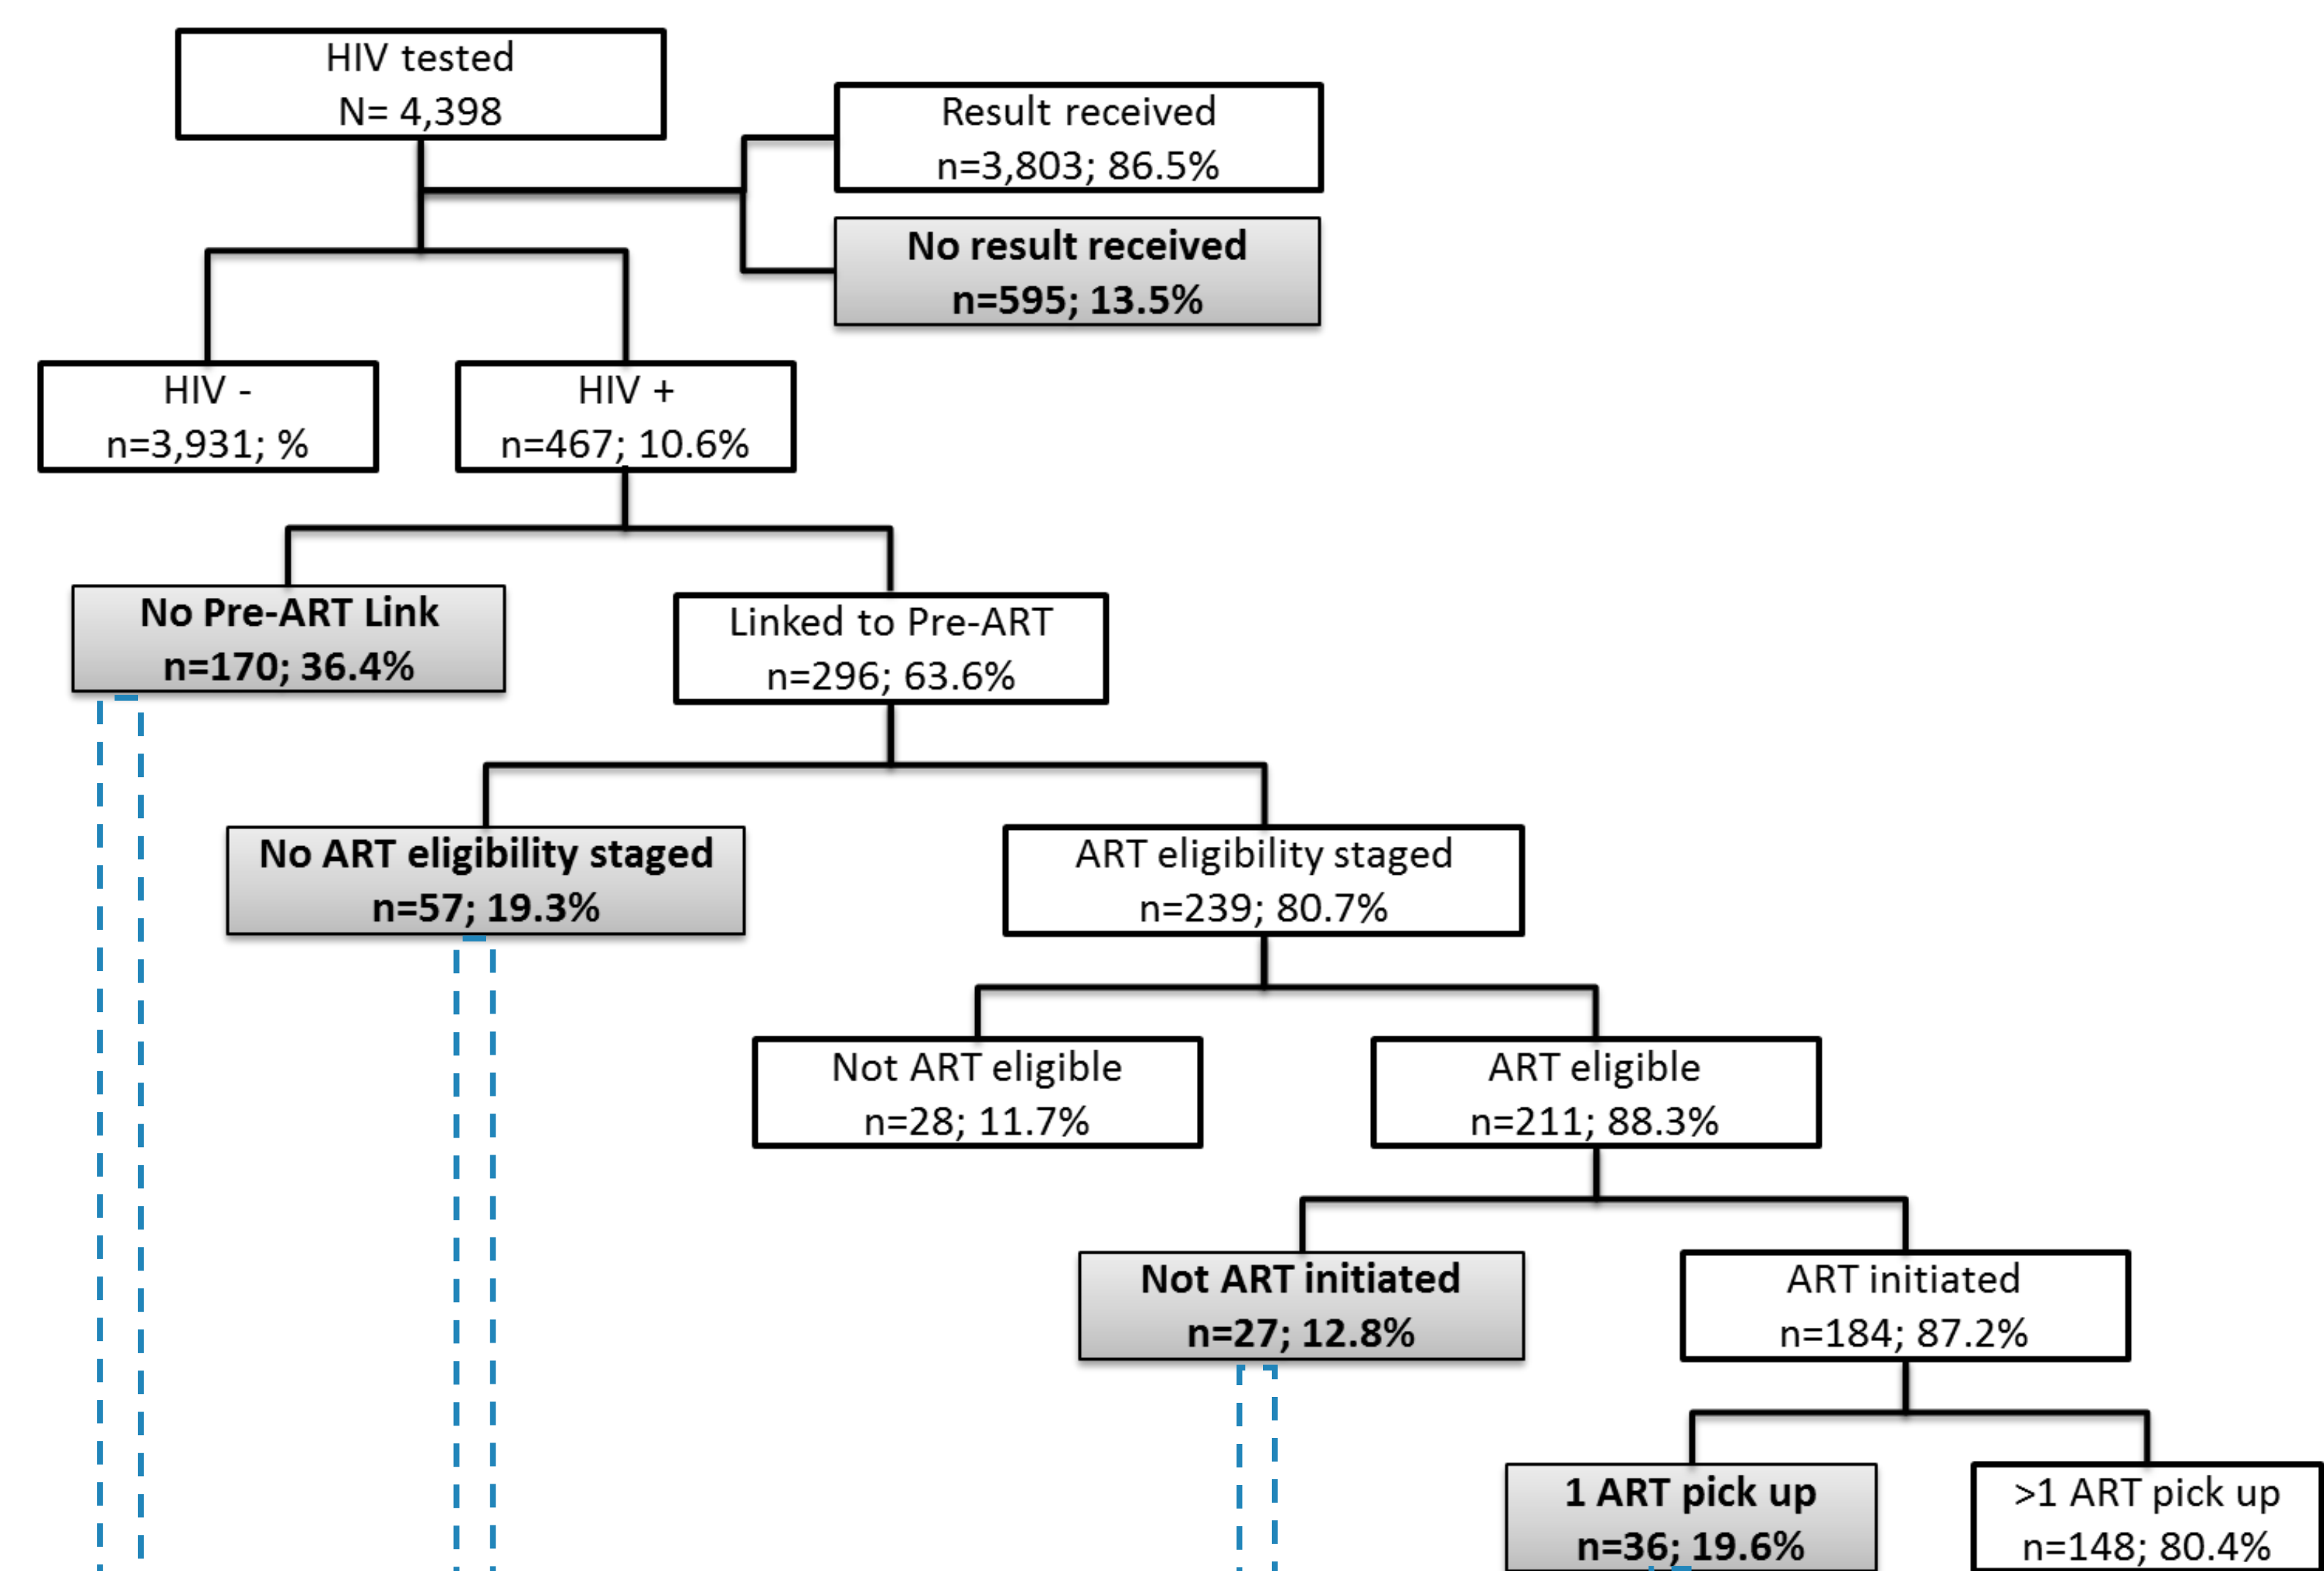 HIV tested
N= 4,398
Result received
n=3,803; 86.5%
No result received
n=595; 13.5%
HIV -
n=3,931; %
HIV +
n=467; 10.6%
No Pre-ART Link
n=170; 36.4%
Linked to Pre-ART
n=296; 63.6%
No ART eligibility staged
n=57; 19.3%
ART eligibility staged
n=239; 80.7%
Not ART eligible
n=28; 11.7%
ART eligible
n=211; 88.3%
Not ART initiated
n=27; 12.8%
ART initiated
n=184; 87.2%
1 ART pick up
n=36; 19.6%
>1 ART pick up
n=148; 80.4%